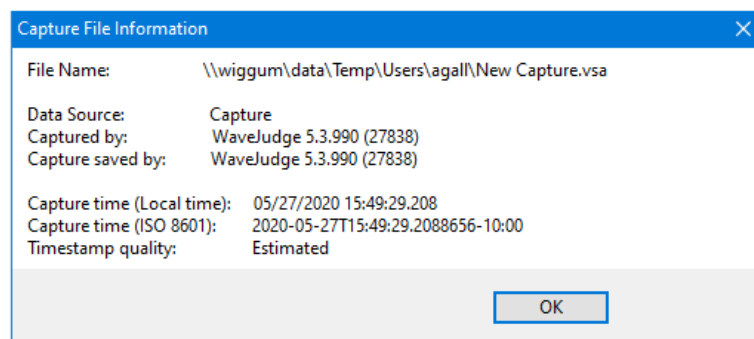 Capture File Information
File Name: \\wiggum\data\Temp\Users\agall\New Capture.vsa
Data Source: Capture
Captured by: WaveJudge 5.3.990 (27838)
Capture saved by: WaveJudge 5.3.990 (27838)
Capture time (Local time): 05/27/2020 15:49:29.208
Capture time (ISO 8601): 2020-05-27T15:49:29.2088656-10:00
Timestamp quality: Estimated
OK